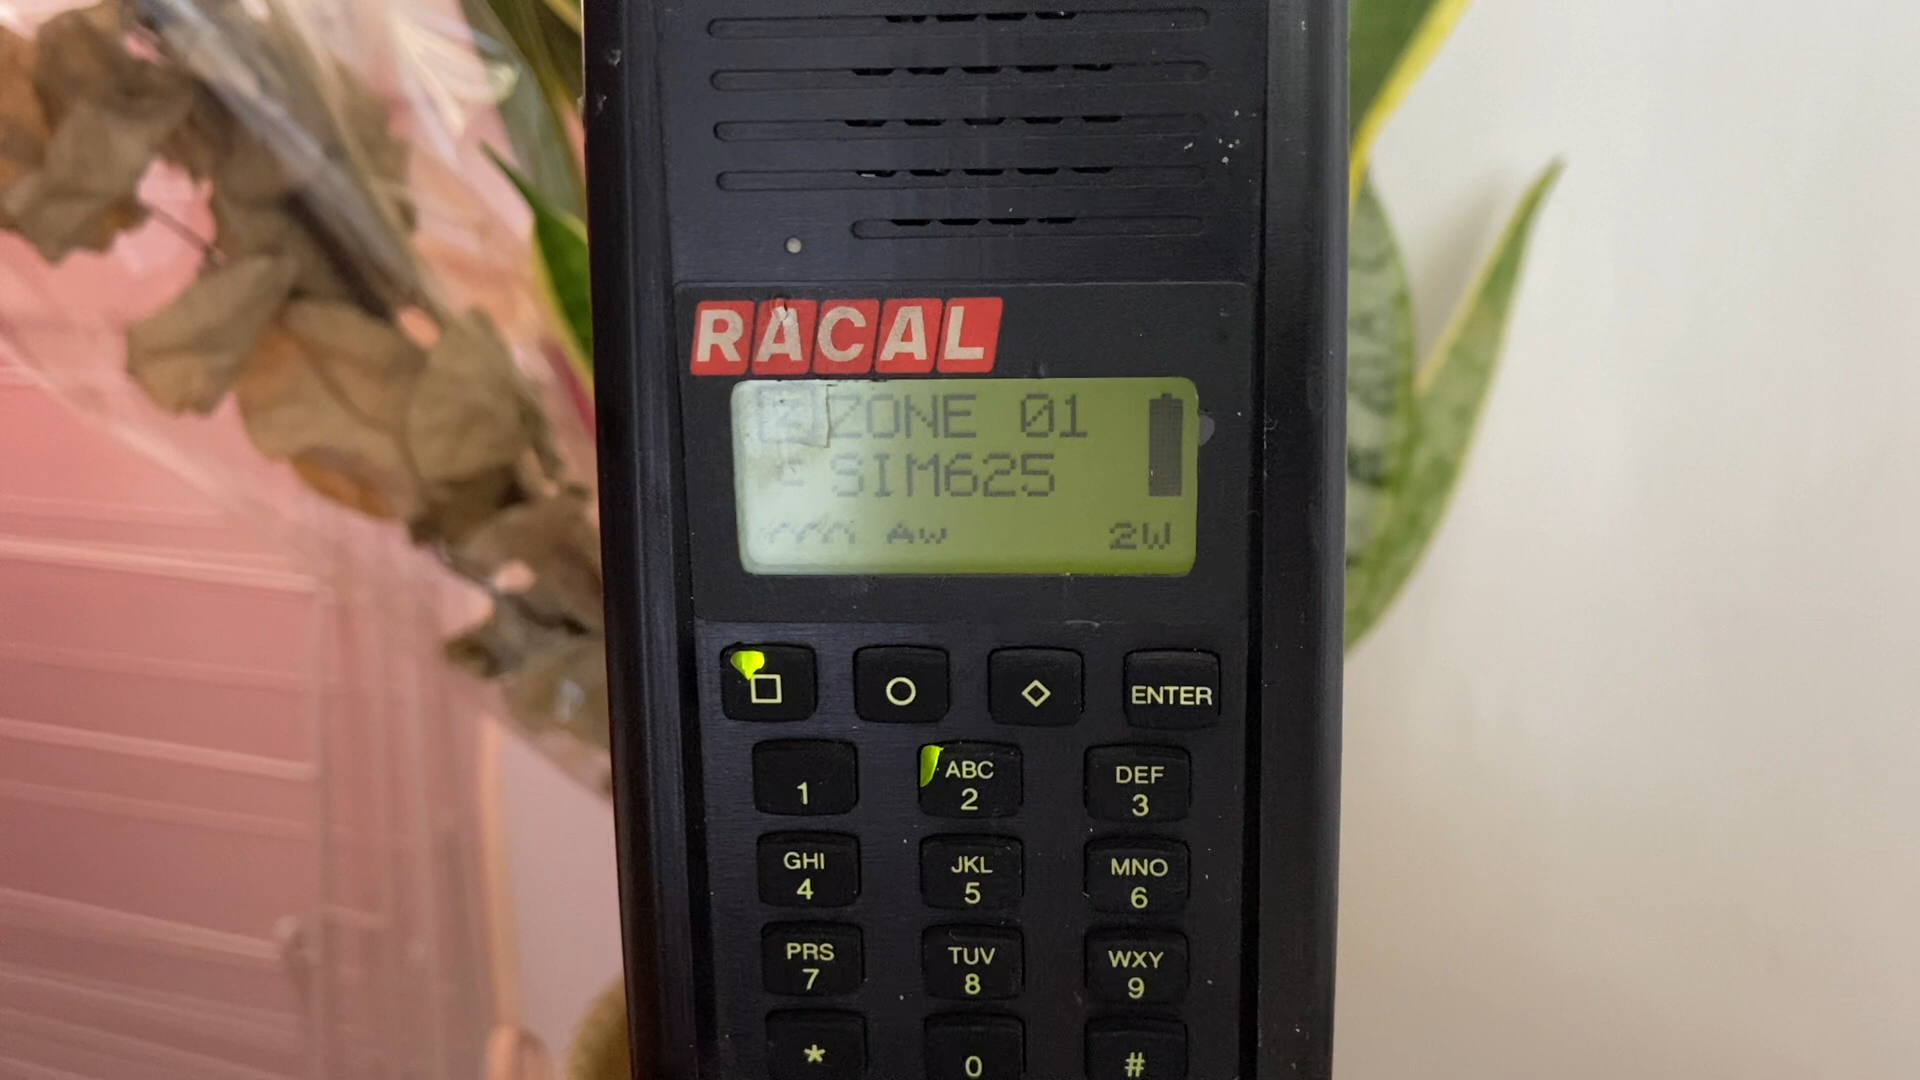 RACAL
ZONE 01
SIM625
Aw 2W
ENTER
1
ABC
2
DEF
3
GHI
4
JKL
5
MNO
6
PRS
7
TUV
8
WXY
9
*
0
#